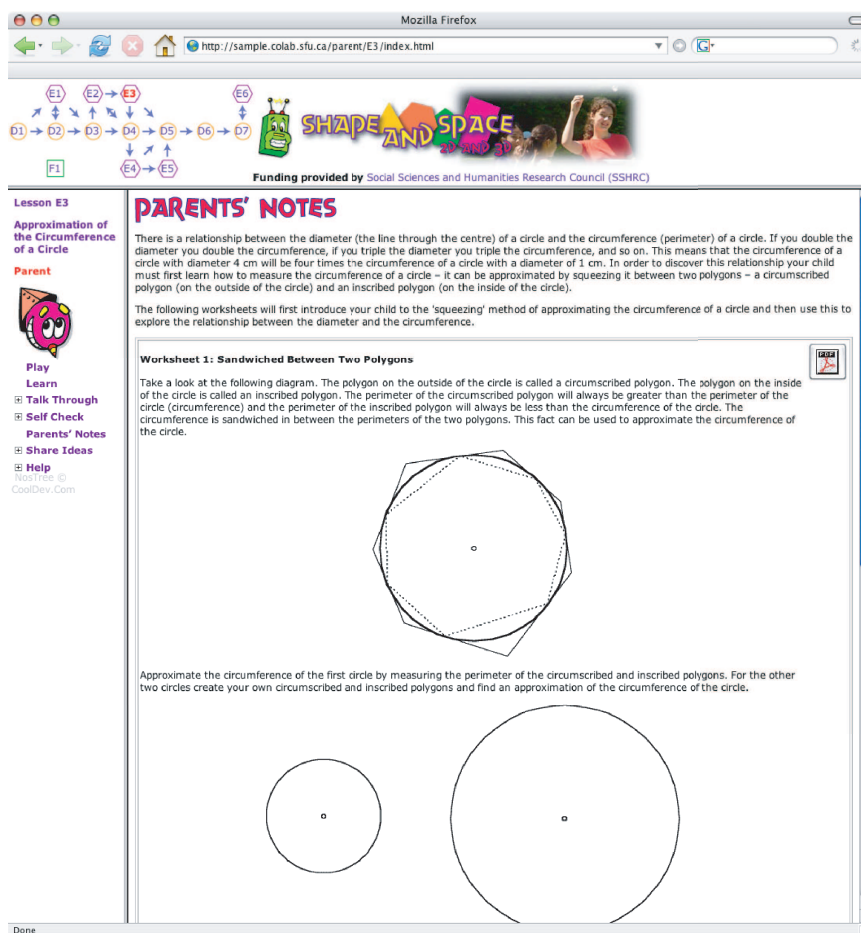 Mozilla Firefox
http://sample.colab.sfu.ca/parent/E3/index.html
G
E1 E2 E3 E6
D1 D2 D3 D4 D5 D6 D7
F1 E4 E5
SHAPE AND SPACE
2D AND 3D
Funding provided by Social Sciences and Humanities Research Council (SSHRC)
Lesson E3
Approximation of
the Circumference
of a Circle
Parent
Play
Learn
Talk Through
Self Check
Parents' Notes
Share Ideas
Help
NosTree ©
CoolDev.Com
PARENTS' NOTES
There is a relationship between the diameter (the line through the centre) of a circle and the circumference (perimeter) of a circle. If you double the
diameter you double the circumference, if you triple the diameter you triple the circumference, and so on. This means that the circumference of a
circle with diameter 4 cm will be four times the circumference of a circle with a diameter of 1 cm. In order to discover this relationship your child
must first learn how to measure the circumference of a circle – it can be approximated by squeezing it between two polygons – a circumscribed
polygon (on the outside of the circle) and an inscribed polygon (on the inside of the circle).
The following worksheets will first introduce your child to the 'squeezing' method of approximating the circumference of a circle and then use this to
explore the relationship between the diameter and the circumference.
Worksheet 1: Sandwiched Between Two Polygons
PDF
Take a look at the following diagram. The polygon on the outside of the circle is called a circumscribed polygon. The polygon on the inside
of the circle is called an inscribed polygon. The perimeter of the circumscribed polygon will always be greater than the perimeter of the
circle (circumference) and the perimeter of the inscribed polygon will always be less than the circumference of the circle. The
circumference is sandwiched in between the perimeters of the two polygons. This fact can be used to approximate the circumference of
the circle.
Approximate the circumference of the first circle by measuring the perimeter of the circumscribed and inscribed polygons. For the other
two circles create your own circumscribed and inscribed polygons and find an approximation of the circumference of the circle.
Done